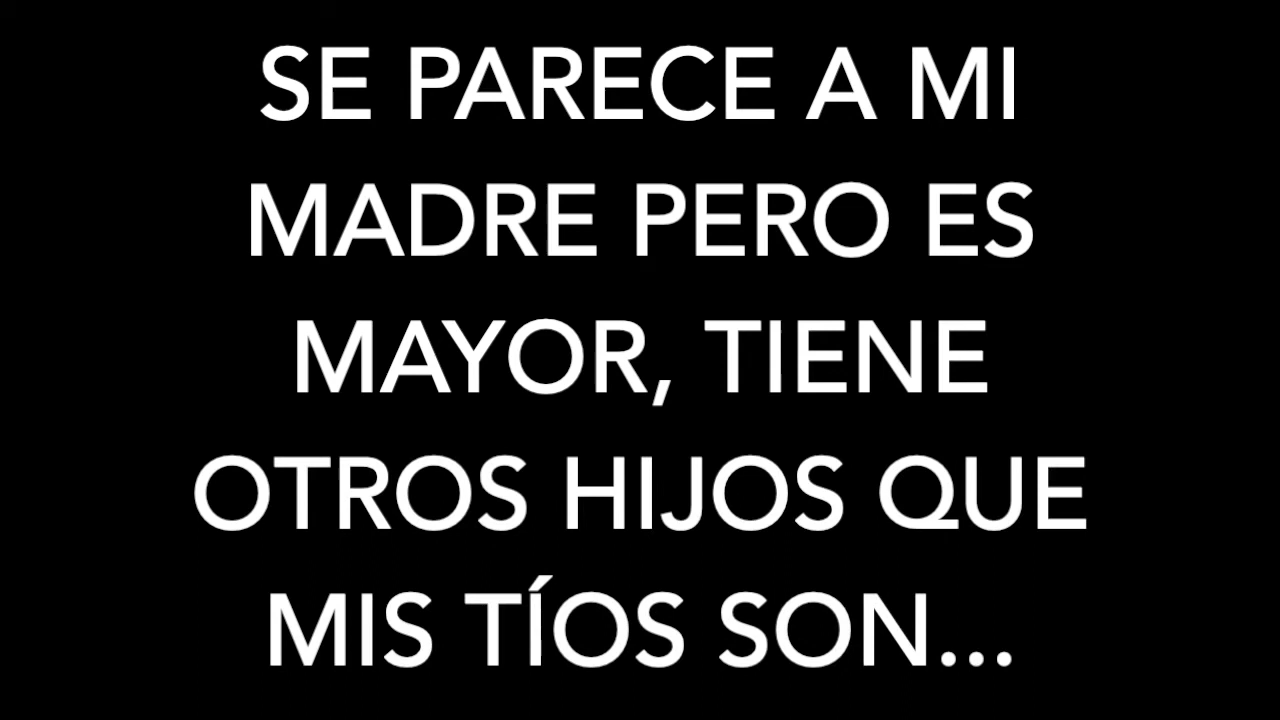 SE PARECE A MI
MADRE PERO ES
MAYOR, TIENE
OTROS HIJOS QUE
MIS TÍOS SON...